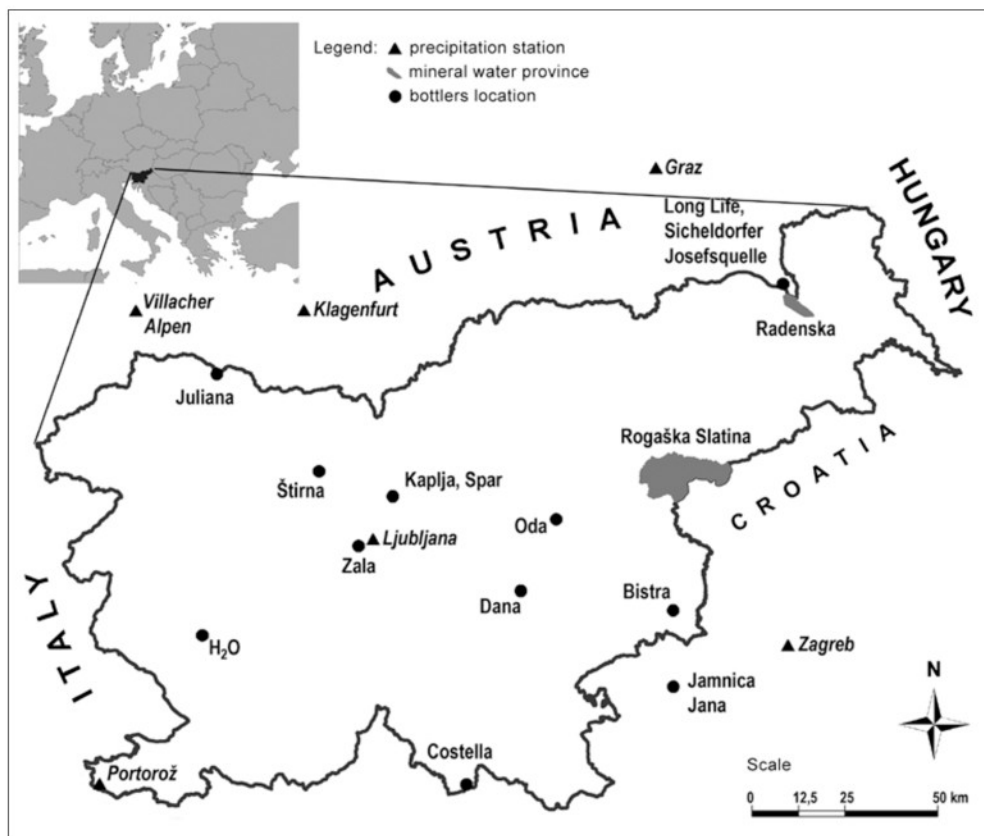 Legend: ▲ precipitation station
mineral water province
● bottlers location
Graz
HUNGARY
Long Life,
Sicheldorfer
Josefsquelle
AUSTRIA
Villacher
Alpen
Klagenfurt
Radenska
Juliana
Rogaška Slatina
CROATIA
Kaplja, Spar
Štirna
Oda
Ljubljana
Zala
Dana
Bistra
ITALY
H₂O
Zagreb
N
Jamnica
Jana
Costella
Portorož
Scale
0 12,5 25 50 km